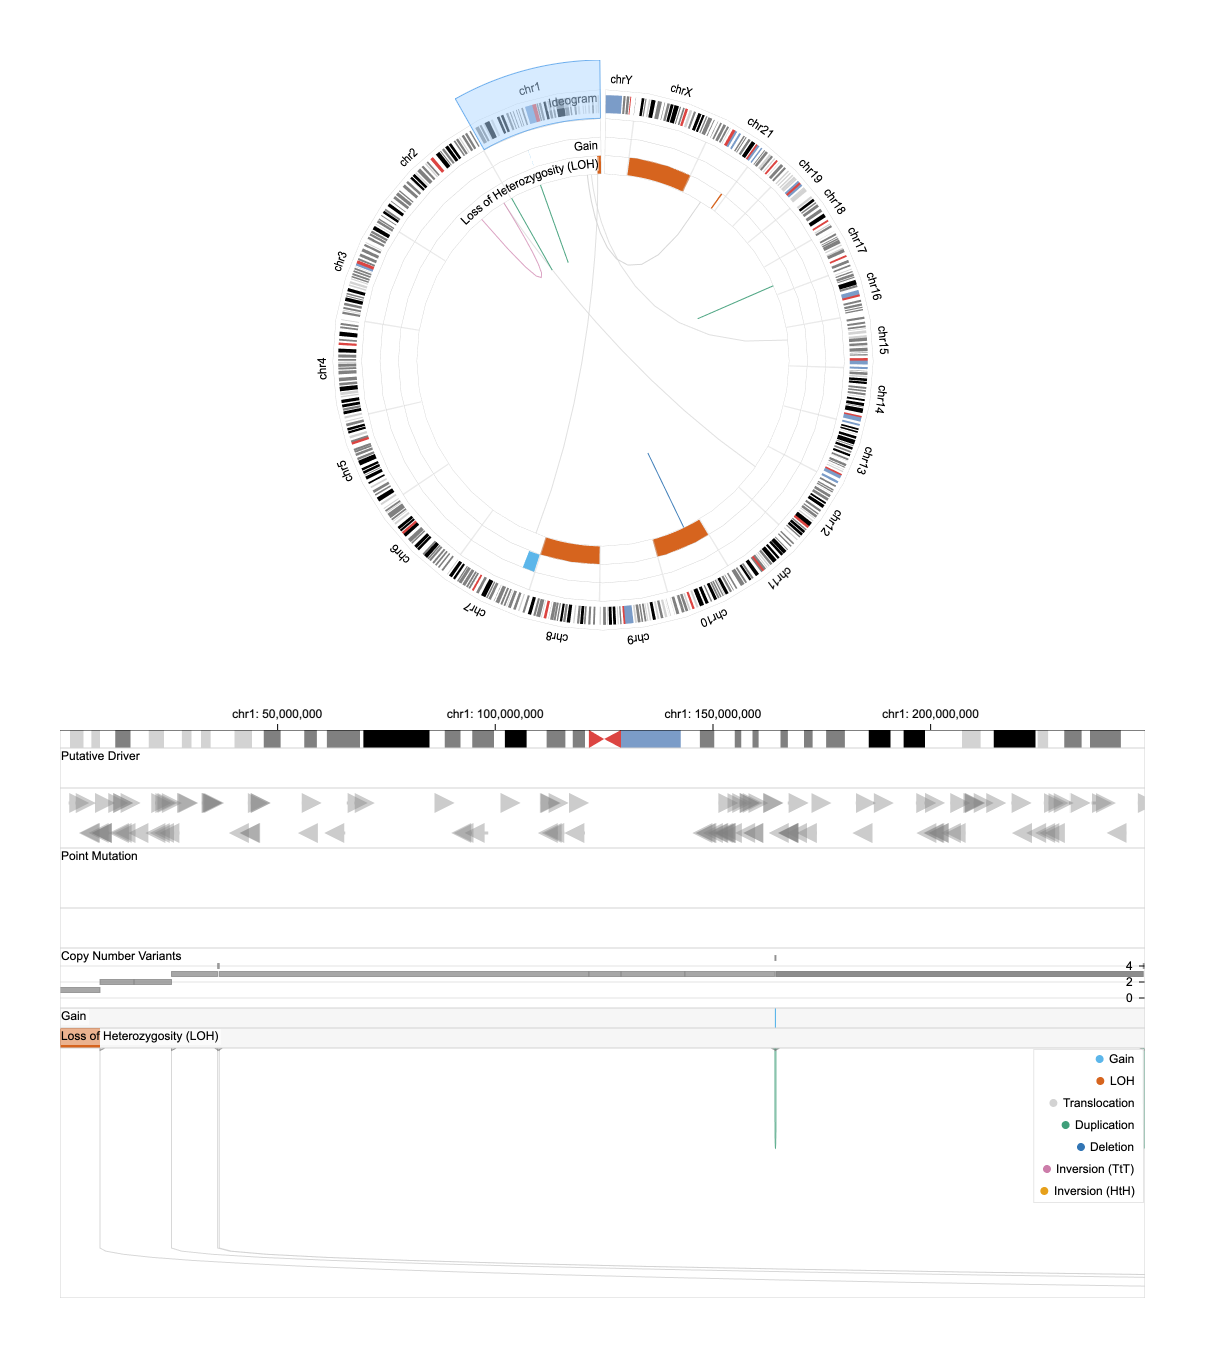 chrY
chrX
chr1
Ideogram
chr21
Gain
chr2
Loss of Heterozygosity (LOH)
chr19
chr18
chr17
chr3
chr16
chr15
chr4
chr14
chr5
chr13
chr12
chr6
chr11
chr7
chr10
chr8
chr9
chr1: 50,000,000
chr1: 100,000,000
chr1: 150,000,000
chr1: 200,000,000
Putative Driver
Point Mutation
Copy Number Variants
4
2
0
Gain
Loss of Heterozygosity (LOH)
Gain
LOH
Translocation
Duplication
Deletion
Inversion (TtT)
Inversion (HtH)